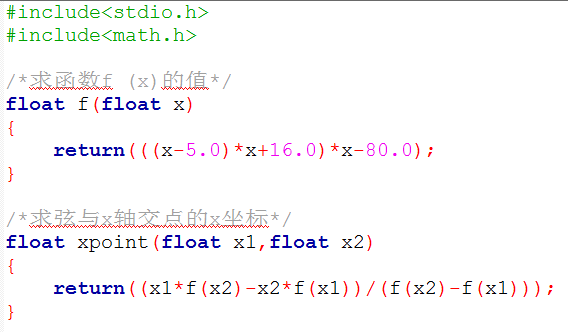 #include<stdio.h>
#include<math.h>
/*求函数f (x)的值*/
float f(float x)
{
return(((x-5.0)*x+16.0)*x-80.0);
}
/*求弦与x轴交点的x坐标*/
float xpoint(float x1,float x2)
{
return((x1*f(x2)-x2*f(x1))/(f(x2)-f(x1)));
}